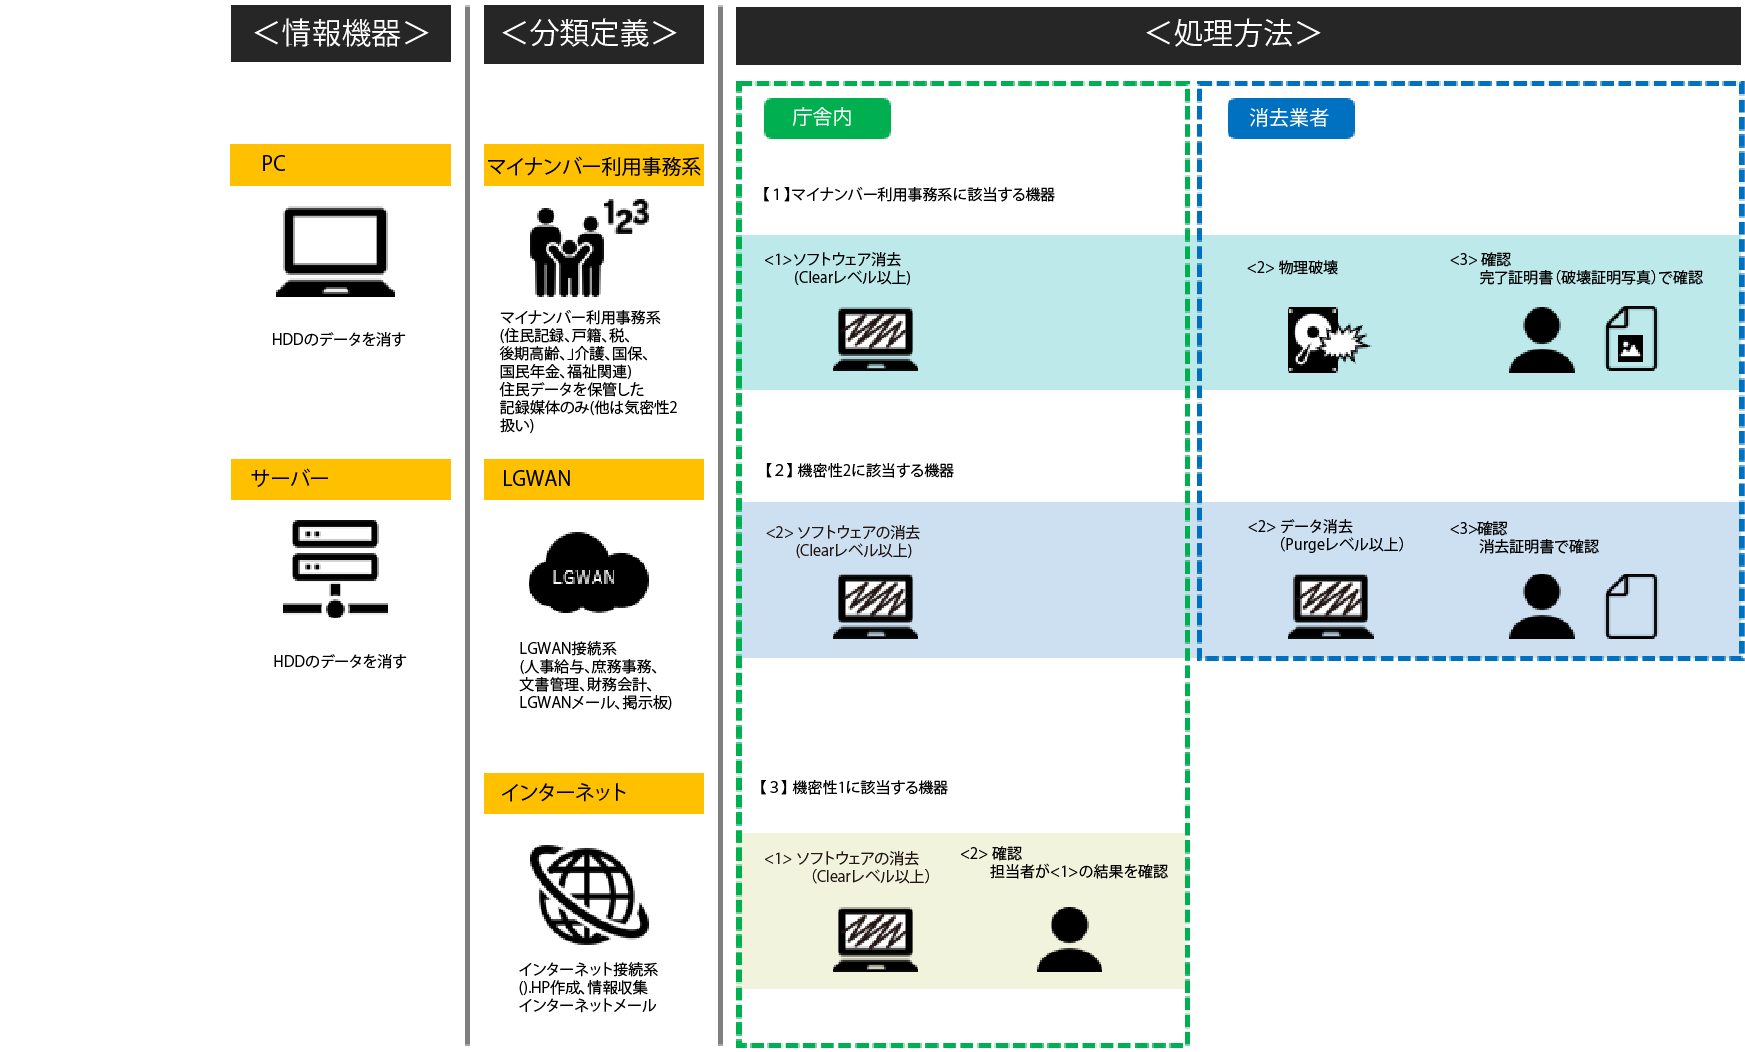 ＜情報機器＞
＜分類定義＞
＜処理方法＞
庁舎内
消去業者
PC
HDDのデータを消す
サーバー
HDDのデータを消す
マイナンバー利用事務系
123
マイナンバー利用事務系
(住民記録、戸籍、税、
後期高齢、」介護、国保、
国民年金、福祉関連)
住民データを保管した
記録媒体のみ(他は気密性2
扱い)
LGWAN
LGWAN
LGWAN接続系
(人事給与、庶務事務、
文書管理、財務会計、
LGWANメール、掲示板)
インターネット
インターネット接続系
().HP作成、情報収集
インターネットメール
【１】マイナンバー利用事務系に該当する機器
<1>ソフトウェア消去
(Clearレベル以上)
<2> 物理破壊
<3> 確認
完了証明書（破壊証明写真）で確認
【２】 機密性2に該当する機器
<2> ソフトウェアの消去
(Clearレベル以上)
<2> データ消去
（Purgeレベル以上）
<3>確認
消去証明書で確認
【３】 機密性1に該当する機器
<1> ソフトウェアの消去
（Clearレベル以上）
<2> 確認
担当者が<1>の結果を確認